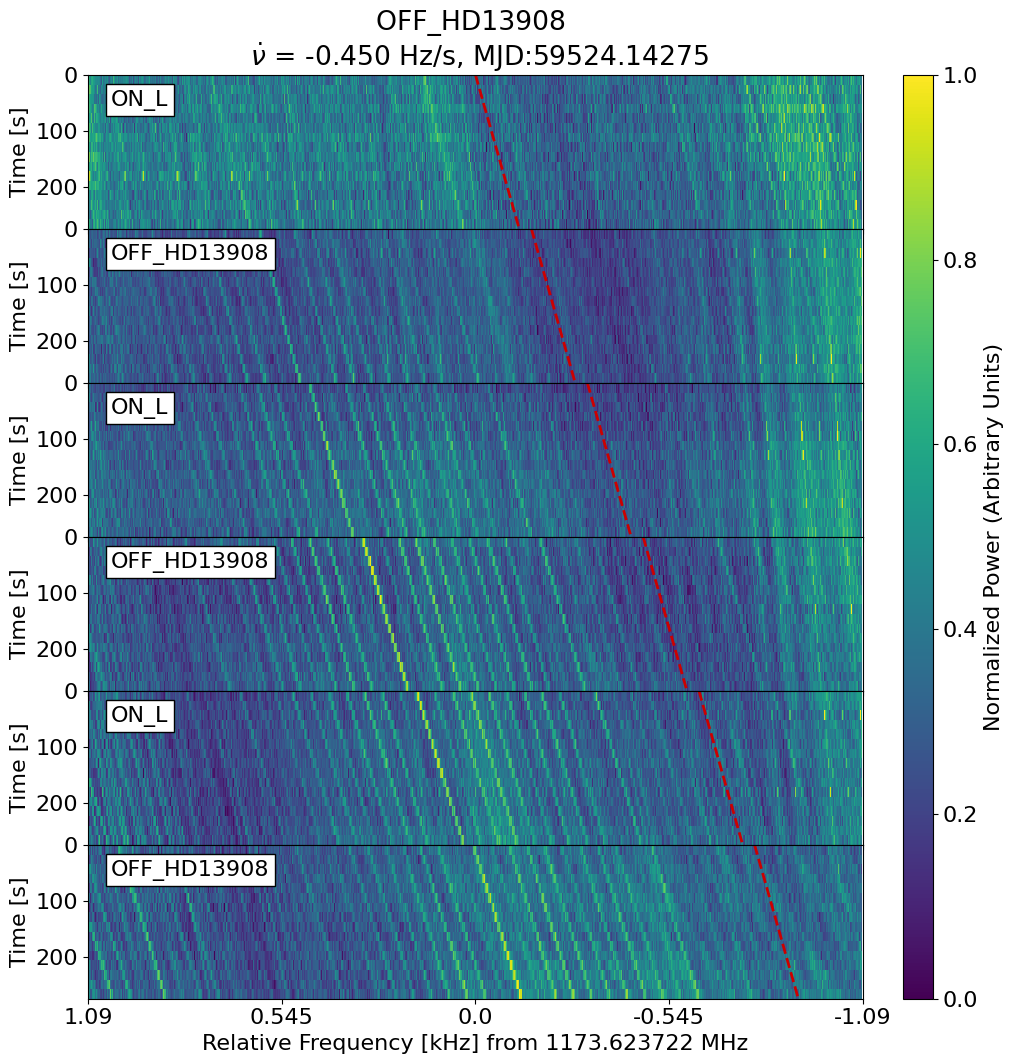 OFF_HD13908
ν̇ = -0.450 Hz/s, MJD:59524.14275
ON_L
OFF_HD13908
ON_L
OFF_HD13908
ON_L
OFF_HD13908
Time [s]
0
100
200
Time [s]
0
100
200
Time [s]
0
100
200
Time [s]
0
100
200
Time [s]
0
100
200
Time [s]
0
100
200
1.09
0.545
0.0
-0.545
-1.09
Relative Frequency [kHz] from 1173.623722 MHz
1.0
0.8
0.6
0.4
0.2
0.0
Normalized Power (Arbitrary Units)